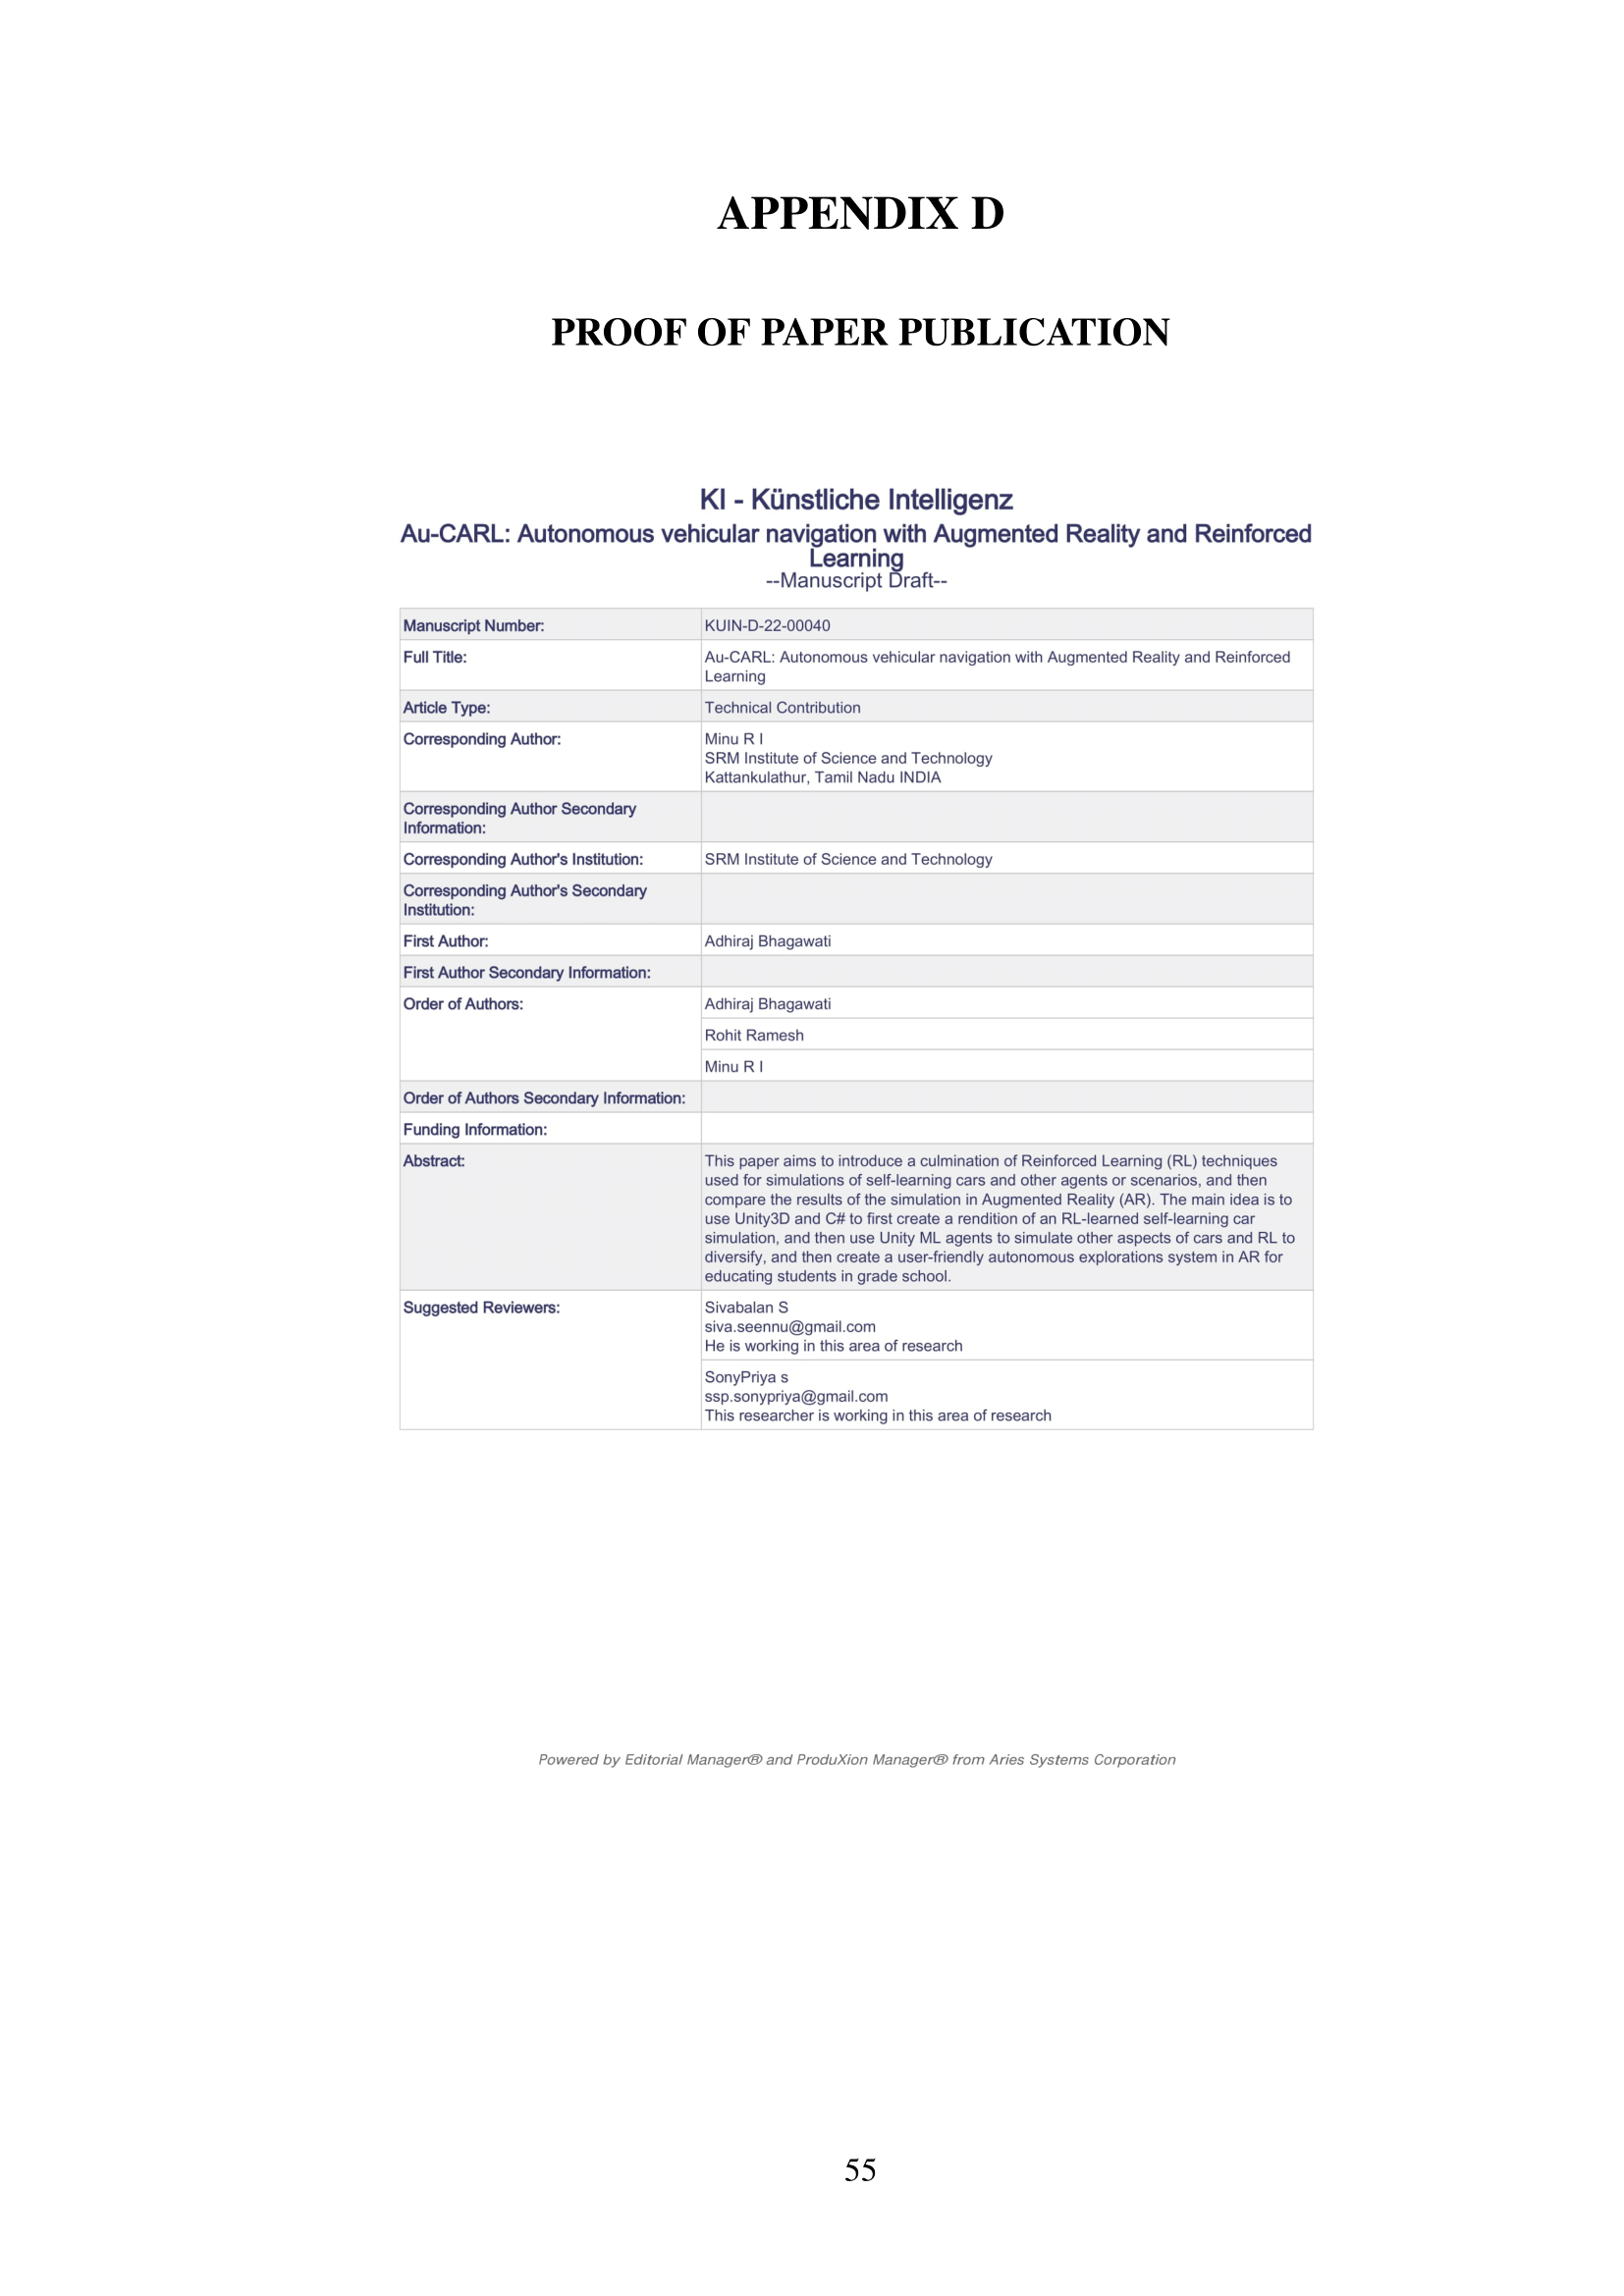 APPENDIX D
PROOF OF PAPER PUBLICATION
KI - Künstliche Intelligenz
Au-CARL: Autonomous vehicular navigation with Augmented Reality and Reinforced
Learning
--Manuscript Draft--
Manuscript Number:
KUIN-D-22-00040
Full Title:
Au-CARL: Autonomous vehicular navigation with Augmented Reality and Reinforced
Learning
Article Type:
Technical Contribution
Corresponding Author:
Minu R I
SRM Institute of Science and Technology
Kattankulathur, Tamil Nadu INDIA
Corresponding Author Secondary
Information:
Corresponding Author's Institution:
SRM Institute of Science and Technology
Corresponding Author's Secondary
Institution:
First Author:
Adhiraj Bhagawati
First Author Secondary Information:
Order of Authors:
Adhiraj Bhagawati
Rohit Ramesh
Minu R I
Order of Authors Secondary Information:
Funding Information:
Abstract:
This paper aims to introduce a culmination of Reinforced Learning (RL) techniques
used for simulations of self-learning cars and other agents or scenarios, and then
compare the results of the simulation in Augmented Reality (AR). The main idea is to
use Unity3D and C# to first create a rendition of an RL-learned self-learning car
simulation, and then use Unity ML agents to simulate other aspects of cars and RL to
diversify, and then create a user-friendly autonomous explorations system in AR for
educating students in grade school.
Suggested Reviewers:
Sivabalan S
siva.seennu@gmail.com
He is working in this area of research
SonyPriya s
ssp.sonypriya@gmail.com
This researcher is working in this area of research
Powered by Editorial Manager® and ProduXion Manager® from Aries Systems Corporation
55